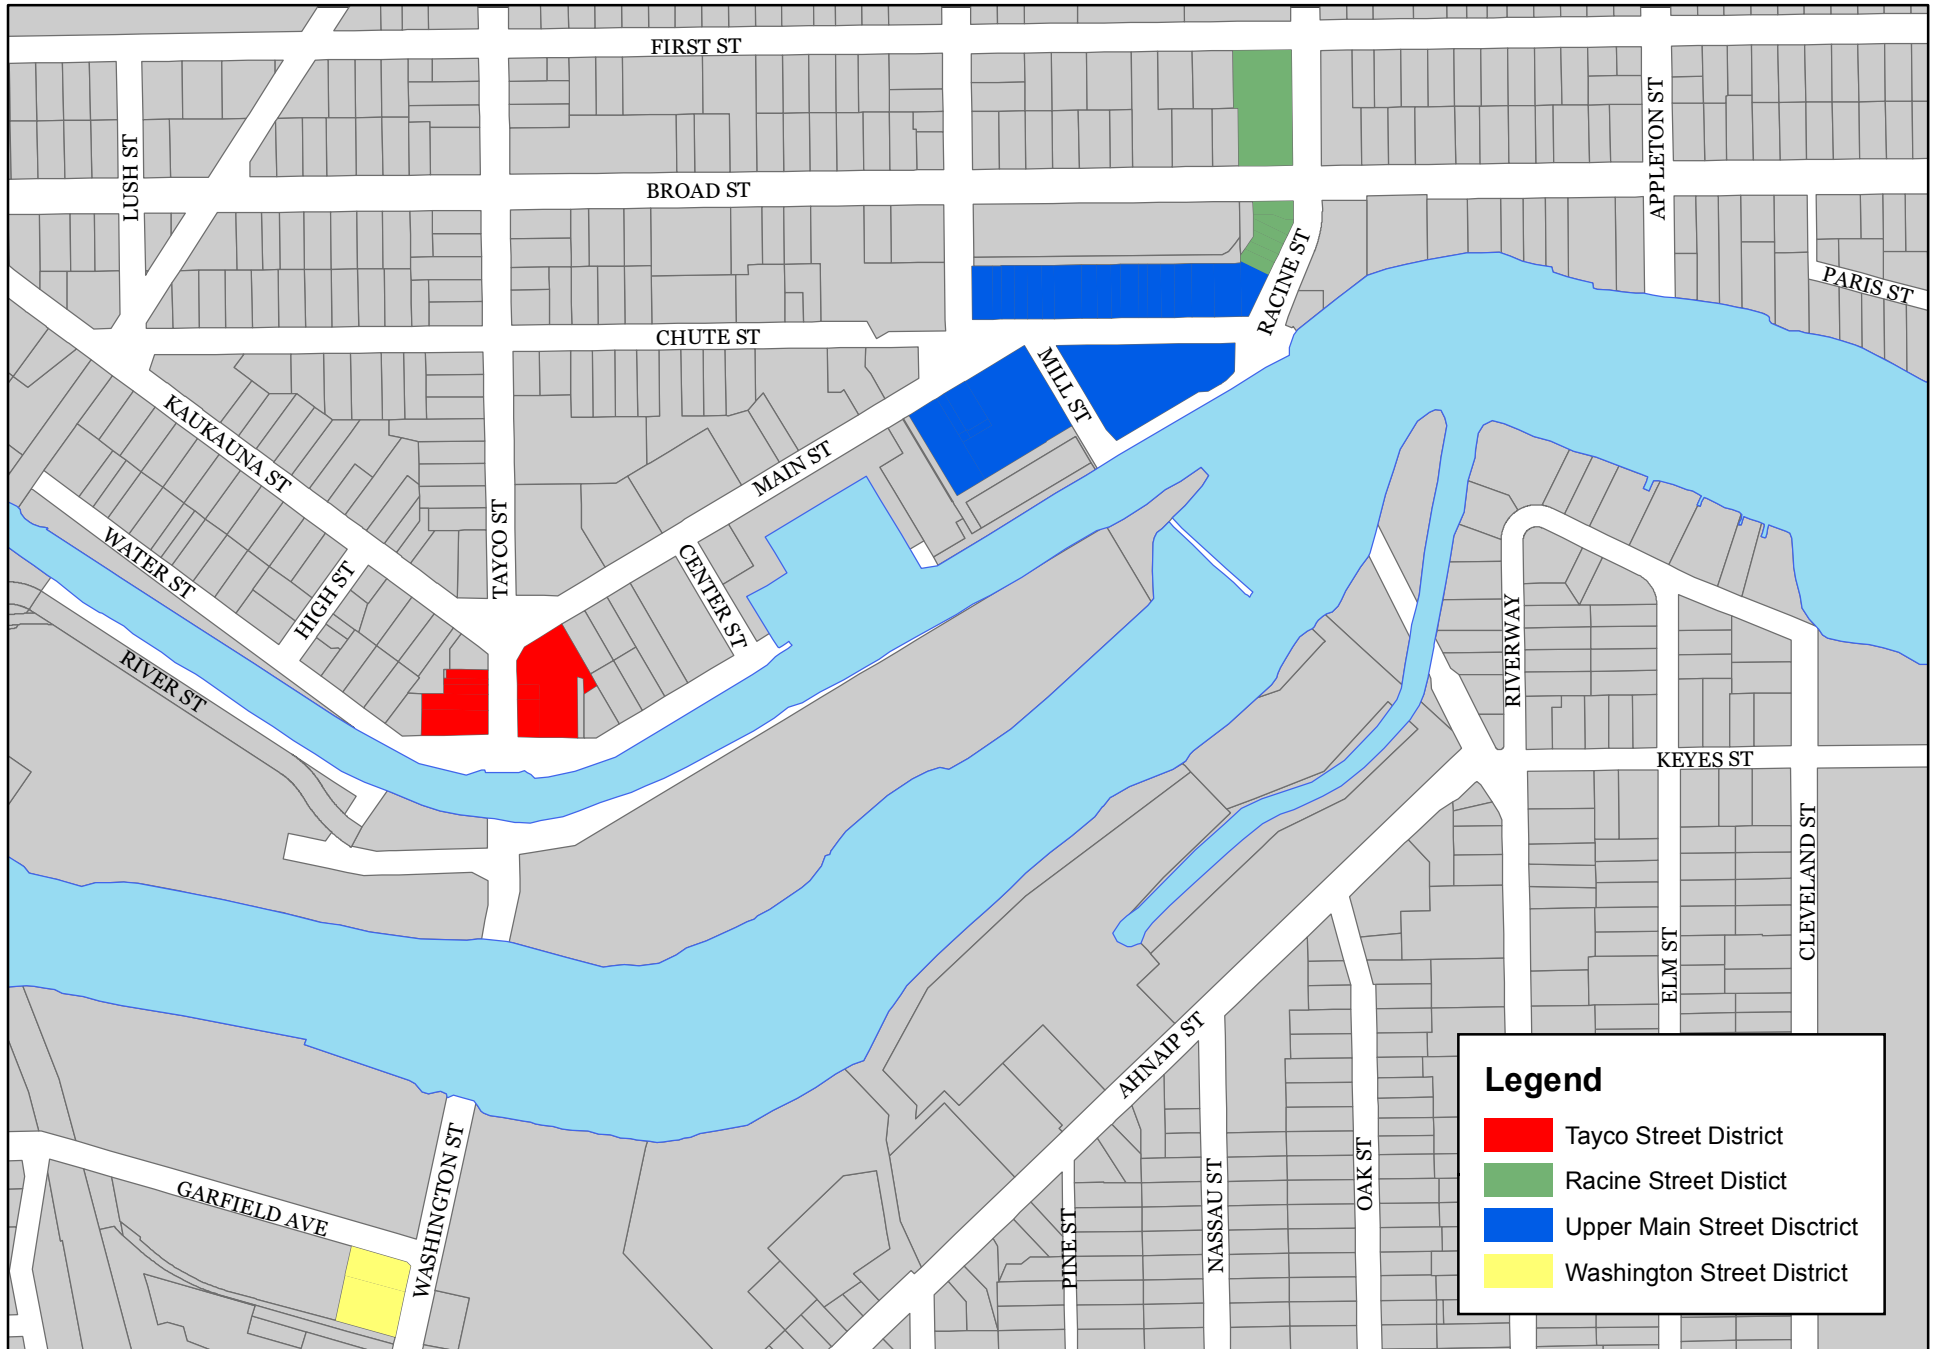 FIRST ST
LUSH ST
BROAD ST
APPLETON ST
RACINE ST
PARIS ST
CHUTE ST
MILL ST
KAUKAUNA ST
MAIN ST
TAYCO ST
WATER ST
HIGH ST
CENTER ST
RIVER ST
RIVERWAY
KEYES ST
CLEVELAND ST
ELM ST
AHNAIP ST
OAK ST
NASSAU ST
PINE ST
GARFIELD AVE
WASHINGTON ST
Legend
Tayco Street District
Racine Street Distict
Upper Main Street Disctrict
Washington Street District